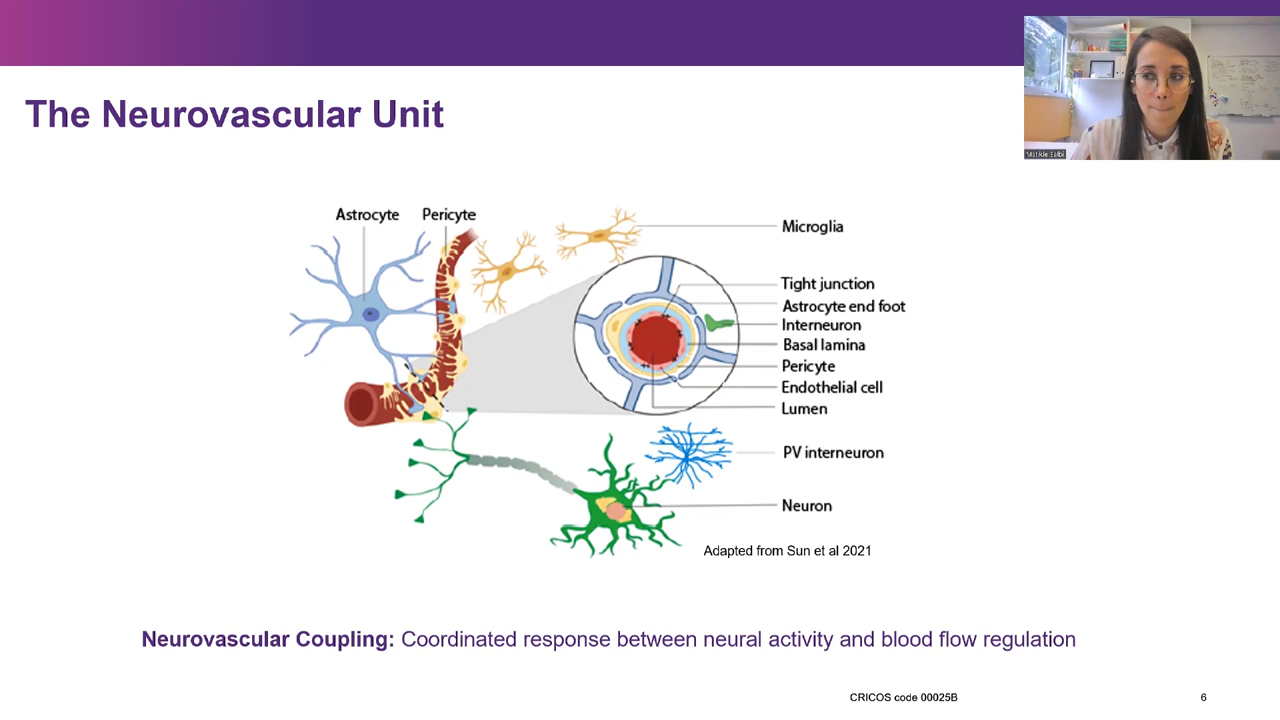 The Neurovascular Unit
Astrocyte
Pericyte
Microglia
Tight junction
Astrocyte end foot
Interneuron
Basal lamina
Pericyte
Endothelial cell
Lumen
PV interneuron
Neuron
Adapted from Sun et al 2021
Neurovascular Coupling: Coordinated response between neural activity and blood flow regulation
CRICOS code 00025B
6